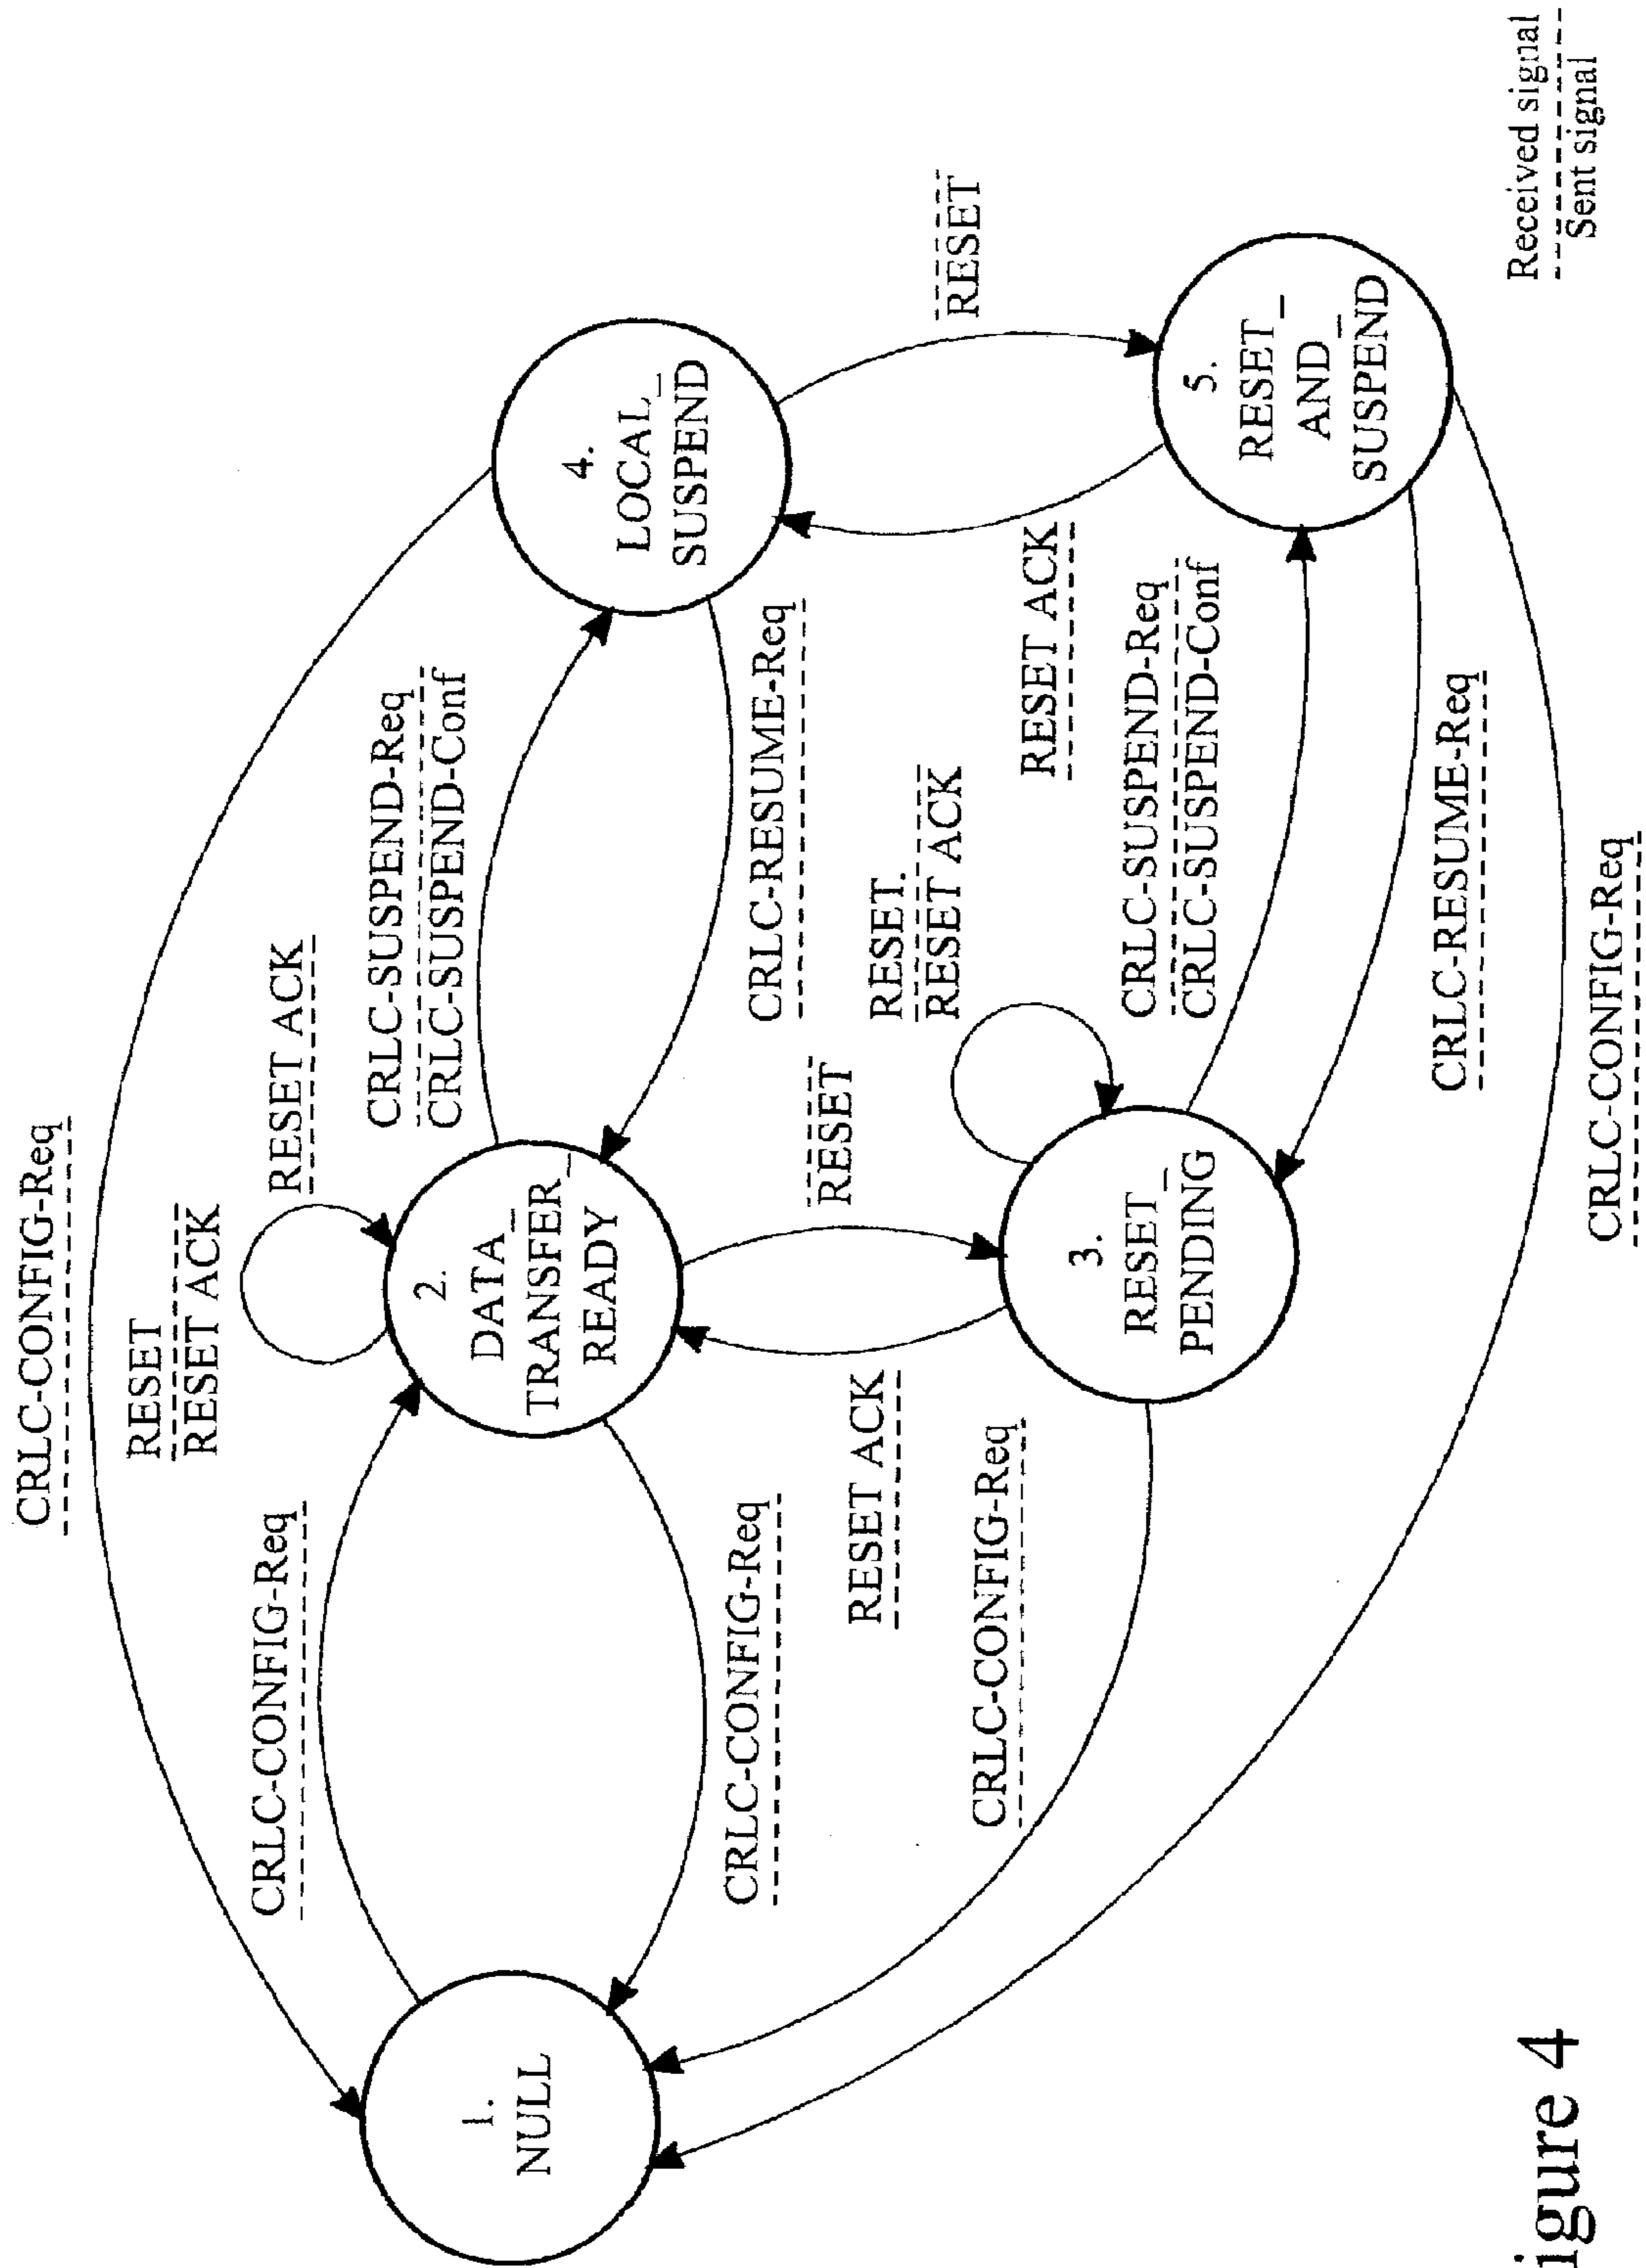 CRLC-CONFIG-Req
RESET
RESET ACK
RESET ACK
CRLC-CONFIG-Req
CRLC-SUSPEND-Req
CRLC-SUSPEND-Conf
1.
NULL
2.
DATA_
TRANSFER_
READY
4.
LOCAL_
SUSPEND
CRLC-CONFIG-Req
CRLC-RESUME-Req
RESET ACK
RESET
RESET.
RESET ACK
RESET
CRLC-CONFIG-Req
RESET ACK
3.
RESET_
PENDING
CRLC-SUSPEND-Req
CRLC-SUSPEND-Conf
5.
RESET_
AND_
SUSPEND
CRLC-RESUME-Req
CRLC-CONFIG-Req
Received signal
Sent signal
igure 4